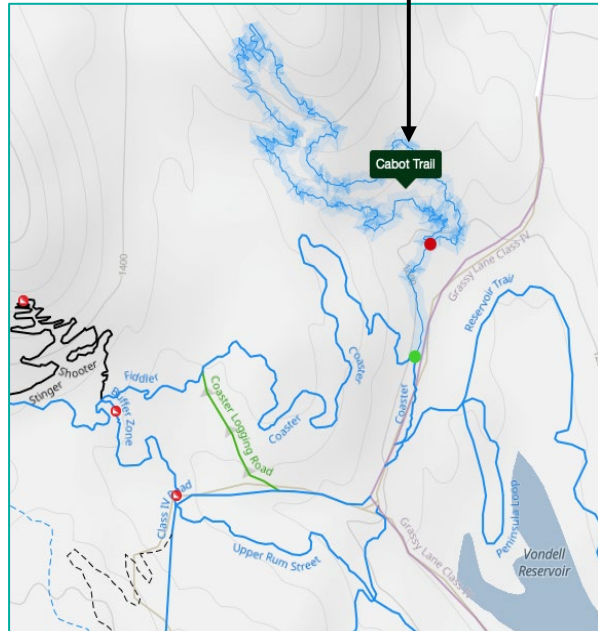 Cabot Trail
Grassy Lane Class IV
1400
Reservoir Trail
Coaster
Shooter
Stinger
Fiddler
Buffer Zone
Coaster
Coaster
Coaster Logging Road
Class IV Road
Upper Rum Street
Grassy Lane Class IV
Peninsula Loop
Vondell
Reservoir